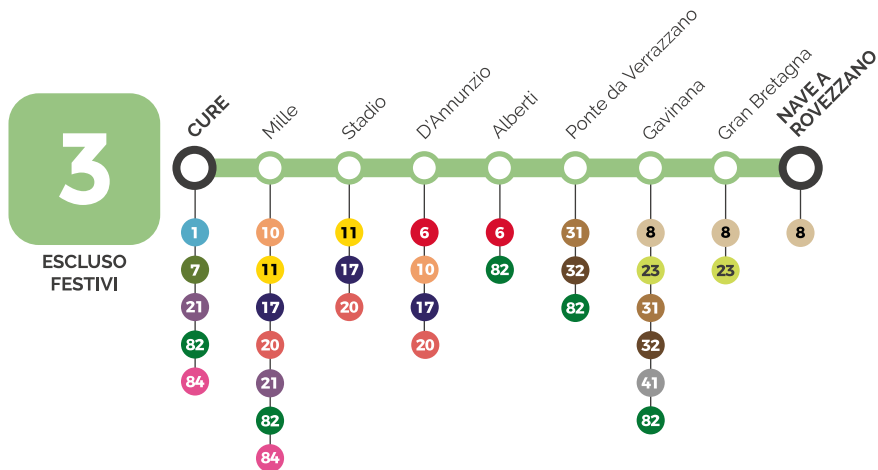 3
ESCLUSO
FESTIVI
CURE
1
7
21
82
84
Mille
10
11
17
20
21
82
84
Stadio
11
17
20
D'Annunzio
6
10
17
20
Alberti
6
82
Ponte da Verrazzano
31
32
82
Gavinana
8
23
31
32
41
82
Gran Bretagna
8
23
NAVE A
ROVEZZANO
8